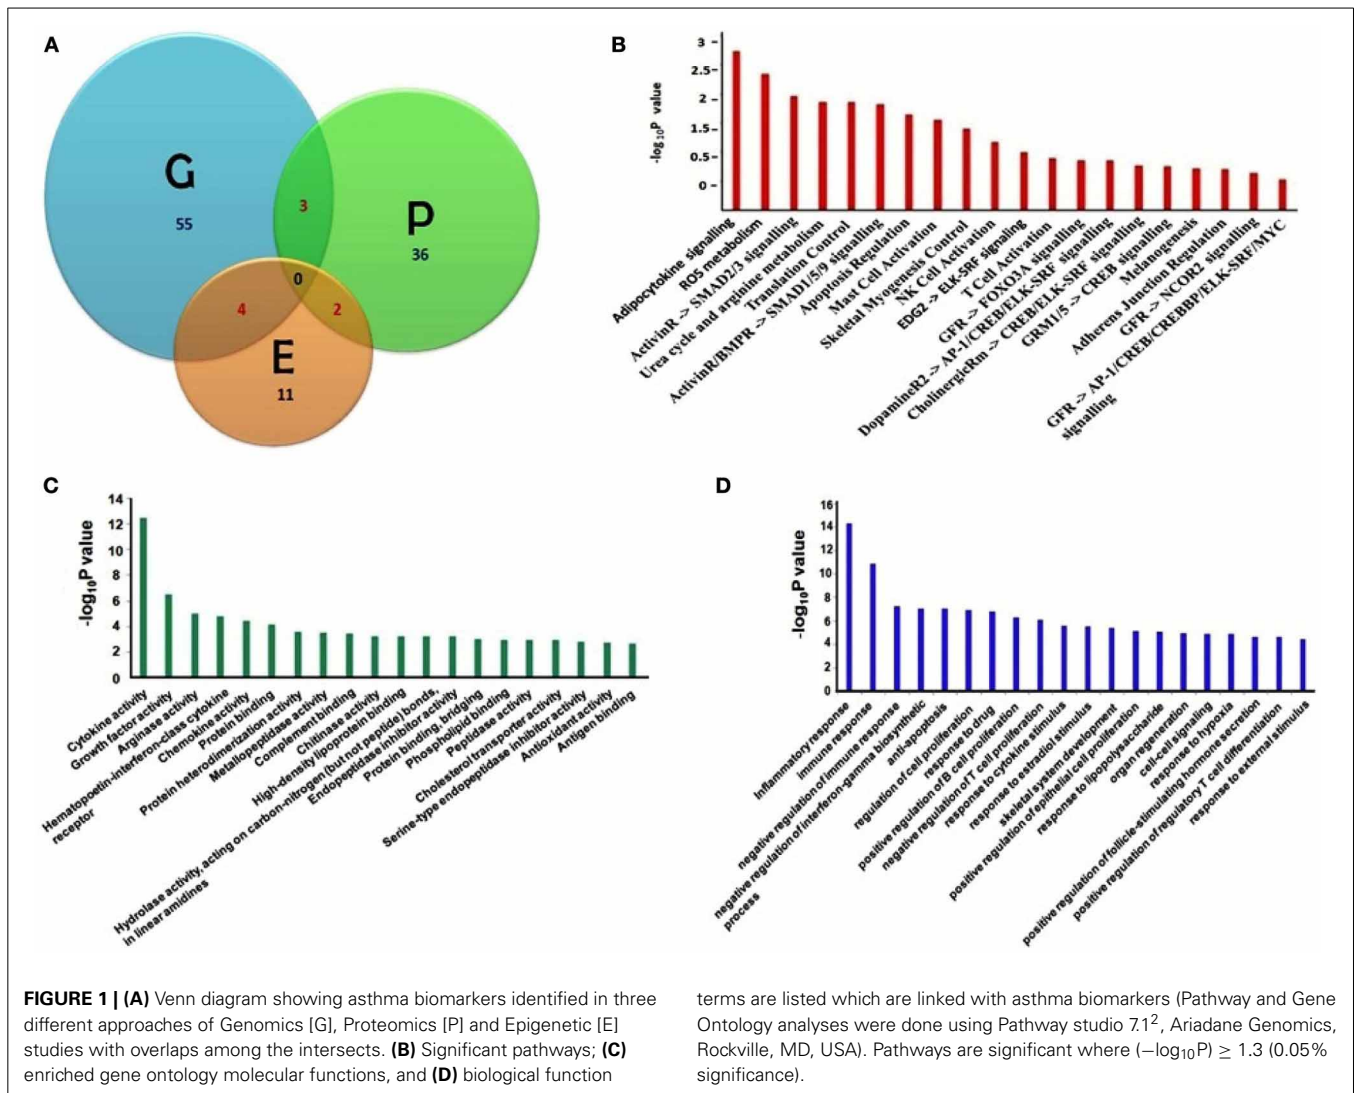 A
G
55
3
P
36
0
4
2
E
11
B
-log10P value
3
2.5
2
1.5
0.5
0
Adipocytokine signalling
ROS metabolism
ActivinR -> SMAD2/3 signalling
Urea cycle and arginine metabolism
Translation Control
ActivinR/BMPR -> SMAD1/5/9 signalling
Apoptosis Regulation
Mast Cell Activation
Skeletal Myogenesis Control
NK Cell Activation
EDG2 -> ELK-SRF signaling
T Cell Activation
GFR -> FOXO3A signalling
DopamineR2 -> AP-1/CREB/ELK-SRF signalling
CholinergicRm -> CREB/ELK-SRF signalling
GRM1/5 -> CREB signalling
Melanogenesis
Adherens Junction Regulation
GFR -> NCOR2 signalling
GFR -> AP-1/CREB/CREBBP/ELK-SRF/MYC
signalling
C
-log10P value
14
12
10
8
6
4
2
0
Cytokine activity
Growth factor activity
Arginase activity
Hematopoetin-interferon-class cytokine
receptor
Chemokine activity
Protein binding
Protein heterodimerization activity
Metallopeptidase activity
Complement binding
Chitinase activity
High-density lipoprotein binding
Hydrolase activity, acting on carbon-nitrogen (but not peptide) bonds,
in linear amidines
Endopeptidase inhibitor activity
Protein binding, bridging
Phospholipid binding
Peptidase activity
Cholesterol transporter activity
Serine-type endopeptidase inhibitor activity
Antioxidant activity
Antigen binding
D
-log10P value
16
14
12
10
8
6
4
2
0
Inflammatory response
immune response
negative regulation of immune response
negative regulation of interferon-gamma biosynthetic
process
anti-apoptosis
regulation of cell proliferation
response to drug
positive regulation of B cell proliferation
negative regulation of T cell proliferation
response to cytokine stimulus
response to estradiol stimulus
skeletal system development
positive regulation of epithelial cell proliferation
response to lipopolysaccharide
organ regeneration
cell-cell signaling
response to hypoxia
positive regulation of follicle-stimulating hormone secretion
positive regulation of regulatory T cell differentiation
response to external stimulus
FIGURE 1 | (A) Venn diagram showing asthma biomarkers identified in three
different approaches of Genomics [G], Proteomics [P] and Epigenetic [E]
studies with overlaps among the intersects. (B) Significant pathways; (C)
enriched gene ontology molecular functions, and (D) biological function
terms are listed which are linked with asthma biomarkers (Pathway and Gene
Ontology analyses were done using Pathway studio 7.1², Ariadane Genomics,
Rockville, MD, USA). Pathways are significant where (−log10P) ≥ 1.3 (0.05%
significance).